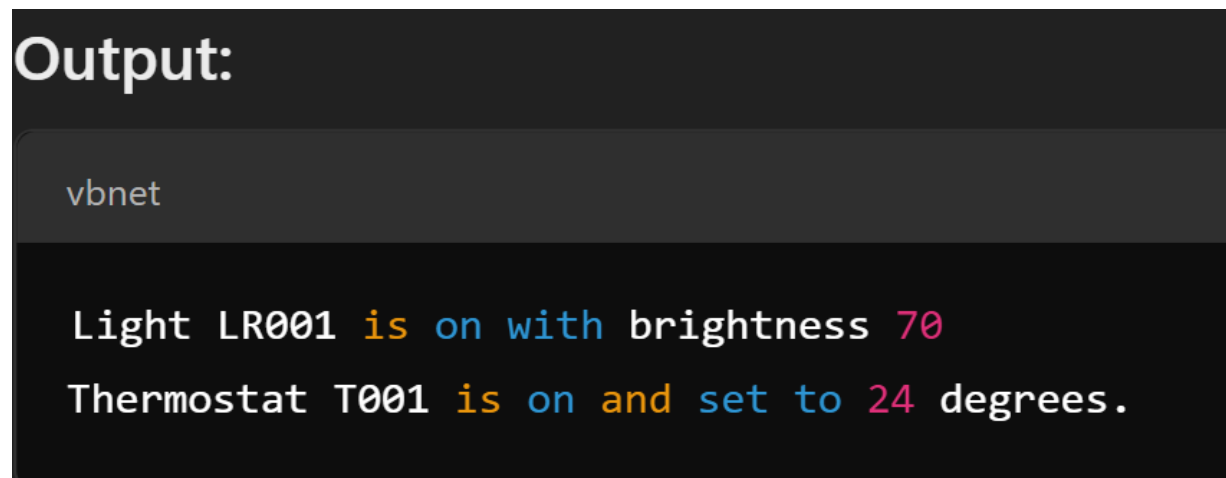 Output:
vbnet
Light LR001 is on with brightness 70
Thermostat T001 is on and set to 24 degrees.